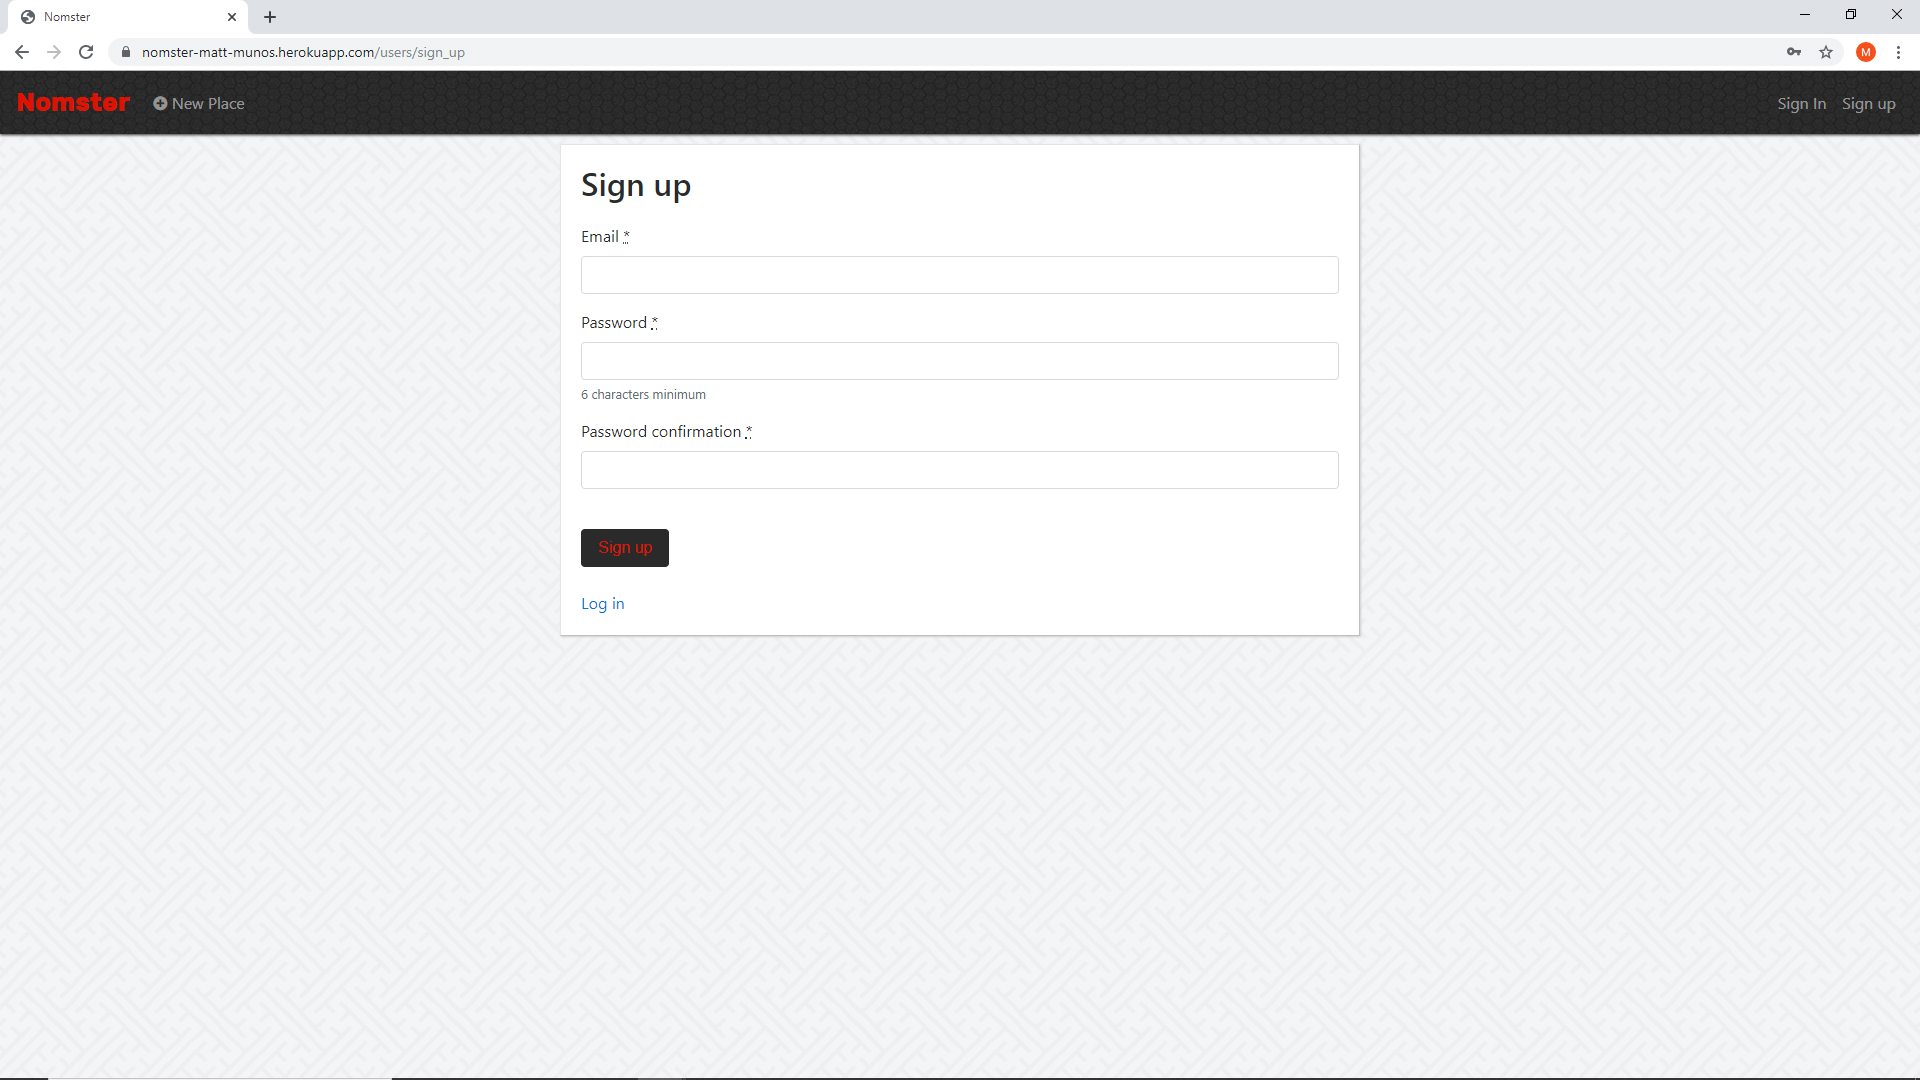 Nomster
nomster-matt-munos.herokuapp.com/users/sign_up
M
Nomster
New Place
Sign In
Sign up
Sign up
Email *
Password *
6 characters minimum
Password confirmation *
Sign up
Log in